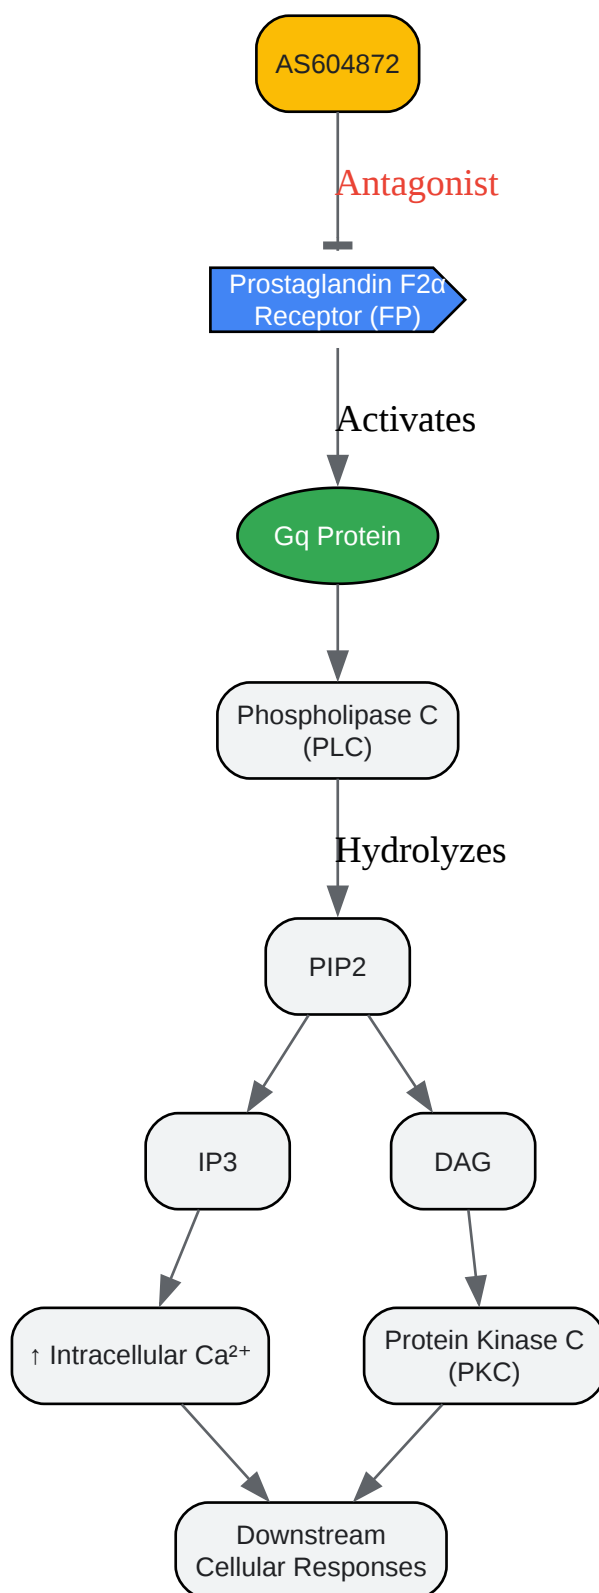 AS604872
Antagonist
Prostaglandin F2α
Receptor (FP)
Activates
Gq Protein
Phospholipase C
(PLC)
Hydrolyzes
PIP2
IP3
DAG
↑ Intracellular Ca²⁺
Protein Kinase C
(PKC)
Downstream
Cellular Responses